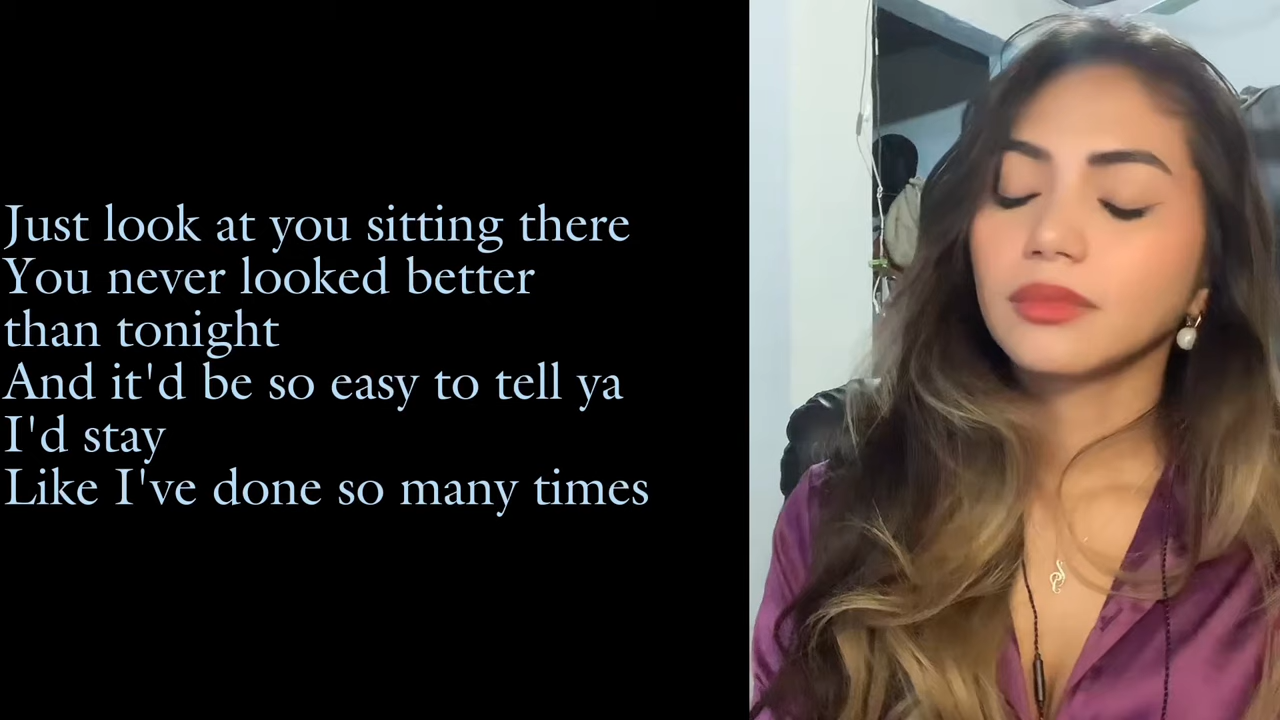 Just look at you sitting there
You never looked better
than tonight
And it'd be so easy to tell ya
I'd stay
Like I've done so many times